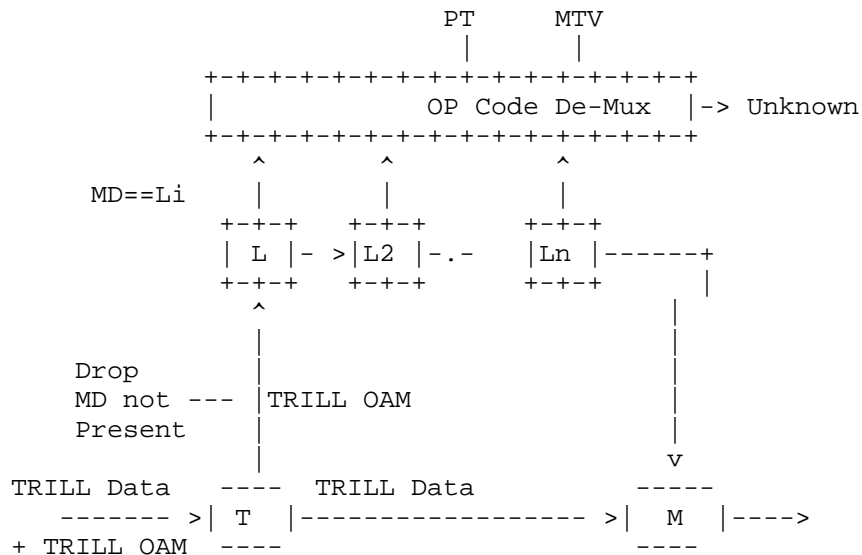 PT MTV
| |
+-+-+-+-+-+-+-+-+-+-+-+-+-+-+-+
| OP Code De-Mux |-> Unknown
+-+-+-+-+-+-+-+-+-+-+-+-+-+-+-+
^ ^ ^
MD==Li | | |
+-+-+ +-+-+ +-+-+
| L |- >|L2 |-.- |Ln |------+
+-+-+ +-+-+ +-+-+ |
^ |
| |
Drop | |
MD not --- |TRILL OAM |
Present | |
| v
TRILL Data ---- TRILL Data -----
------- >| T |------------------ >| M |---->
+ TRILL OAM ---- ----